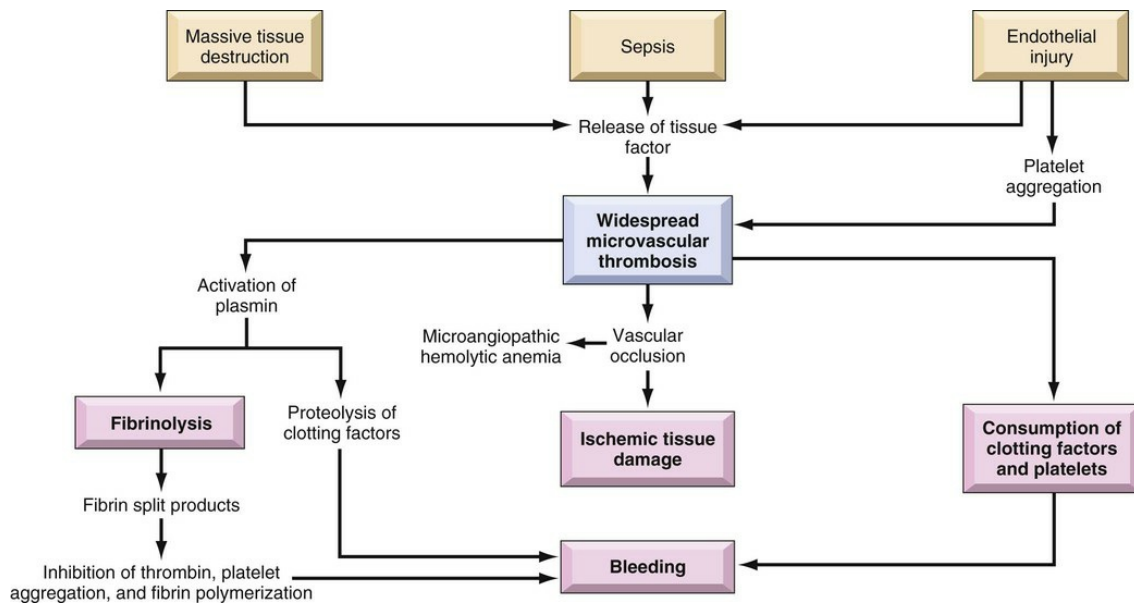 Massive tissue
destruction
Sepsis
Endothelial
injury
Release of tissue
factor
Platelet
aggregation
Widespread
microvascular
thrombosis
Activation of
plasmin
Microangiopathic
hemolytic anemia
Vascular
occlusion
Fibrinolysis
Proteolysis of
clotting factors
Ischemic tissue
damage
Consumption of
clotting factors
and platelets
Fibrin split products
Inhibition of thrombin, platelet
aggregation, and fibrin polymerization
Bleeding